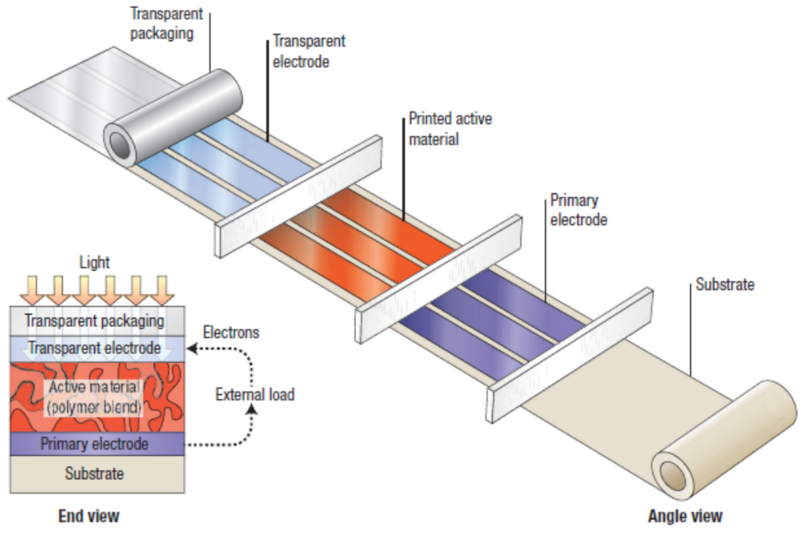 Transparent
packaging
Transparent
electrode
Printed active
material
Primary
electrode
Substrate
Light
Transparent packaging
Transparent electrode
Active material
(polymer blend)
Primary electrode
Substrate
Electrons
External load
End view
Angle view